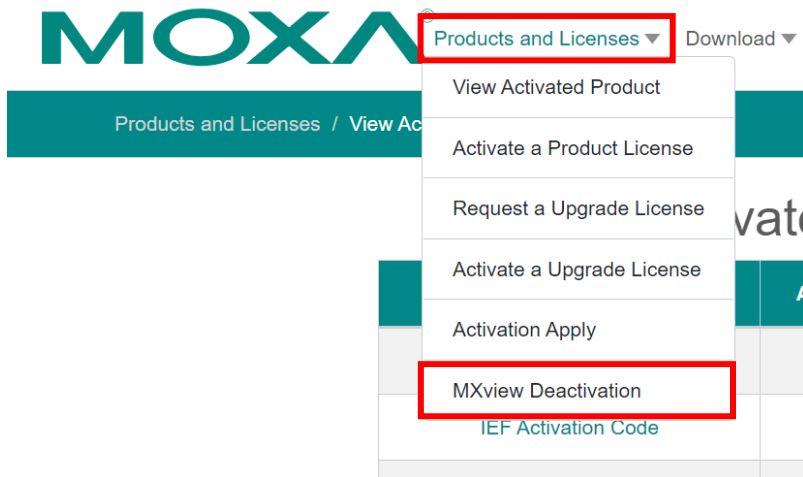 MOXA®
Products and Licenses ▼ Download ▼
View Activated Product
Products and Licenses / View Ac
Activate a Product License
Request a Upgrade License
vat
Activate a Upgrade License
A
Activation Apply
MXview Deactivation
IEF Activation Code